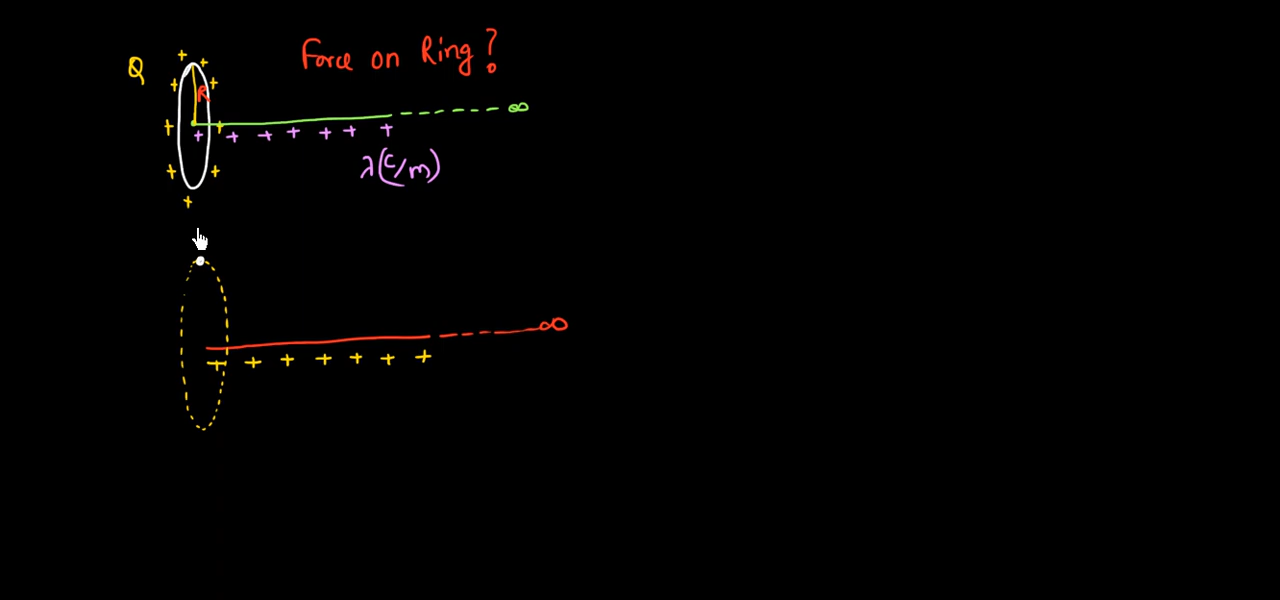 Q
Force on Ring?
R
∞
+ + + + + + + + +
+ + + + + + +
λ(C/m)
∞
+ + + + + + +